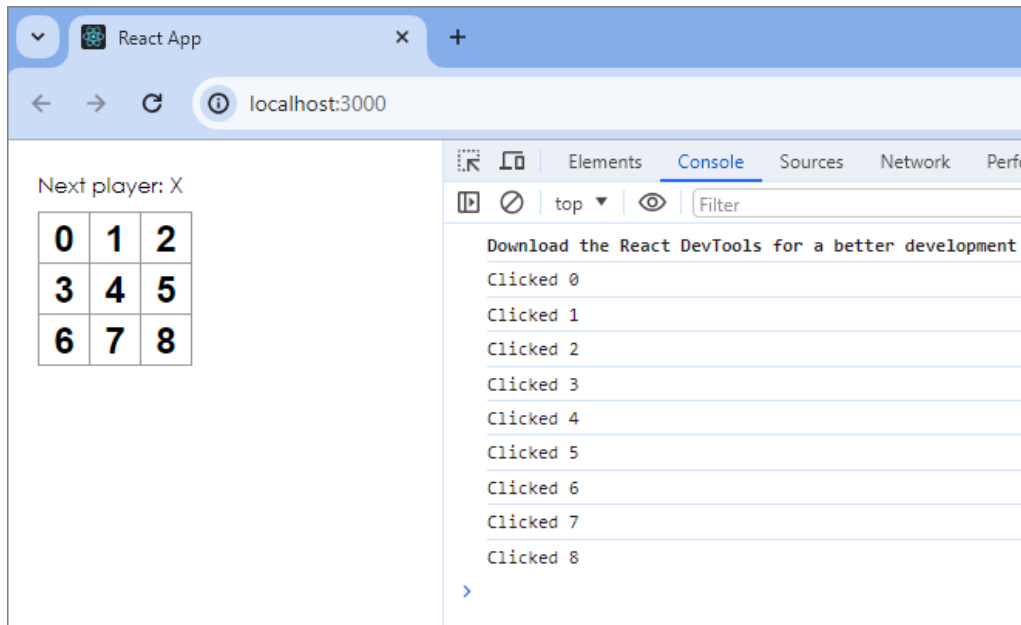 React App
localhost:3000
Next player: X
0 1 2
3 4 5
6 7 8
Elements Console Sources Network Perfo
top Filter
Download the React DevTools for a better development
Clicked 0
Clicked 1
Clicked 2
Clicked 3
Clicked 4
Clicked 5
Clicked 6
Clicked 7
Clicked 8